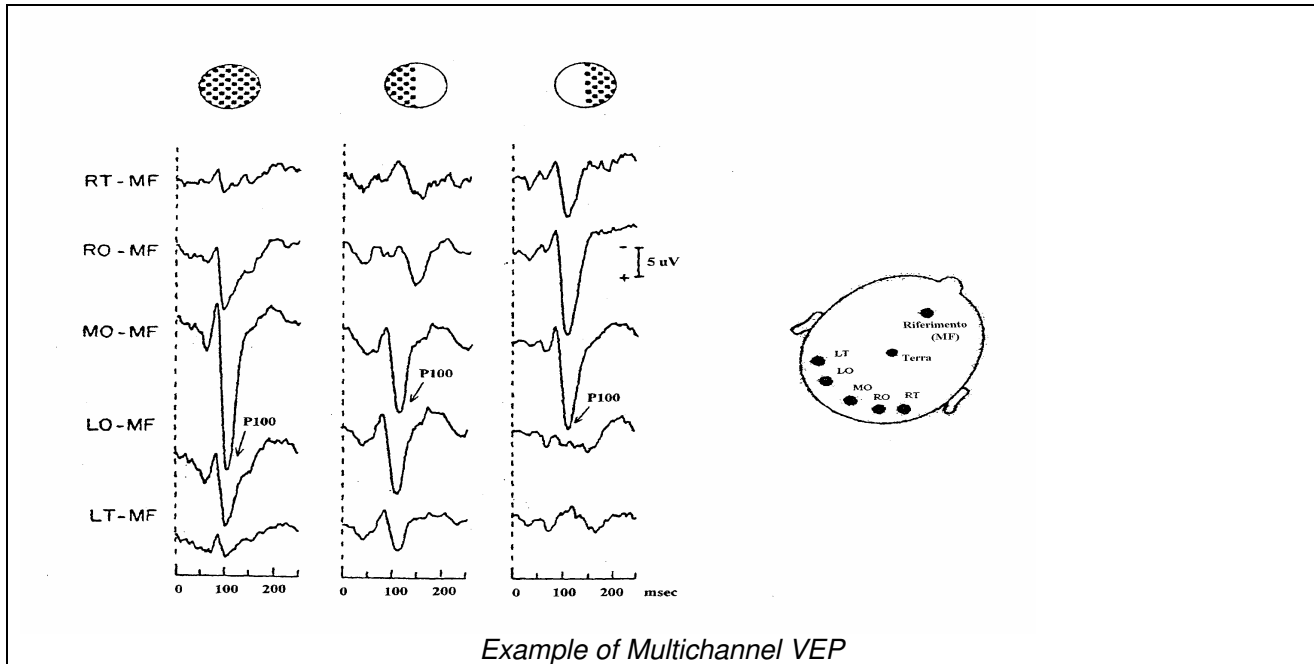 RT-MF
RO-MF
- 
+ 
5 uV
MO-MF
P100
P100
P100
LO-MF
LT-MF
0 100 200
0 100 200
0 100 200 msec
Riferimento
(MF)
Terra
LT
LO
MO
RO RT
Example of Multichannel VEP